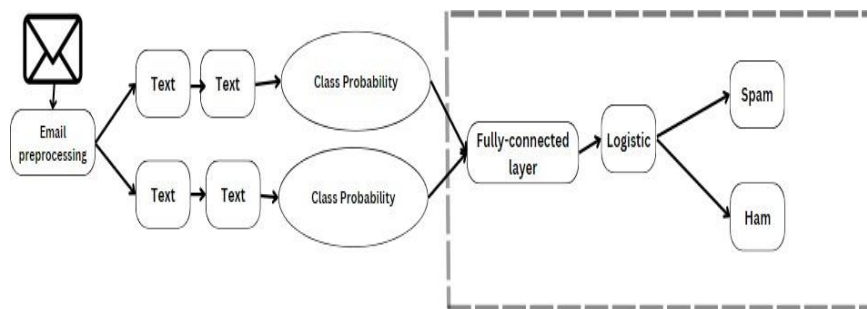 Email
preprocessing
Text
Text
Class Probability
Text
Text
Class Probability
Fully-connected
layer
Logistic
Spam
Ham